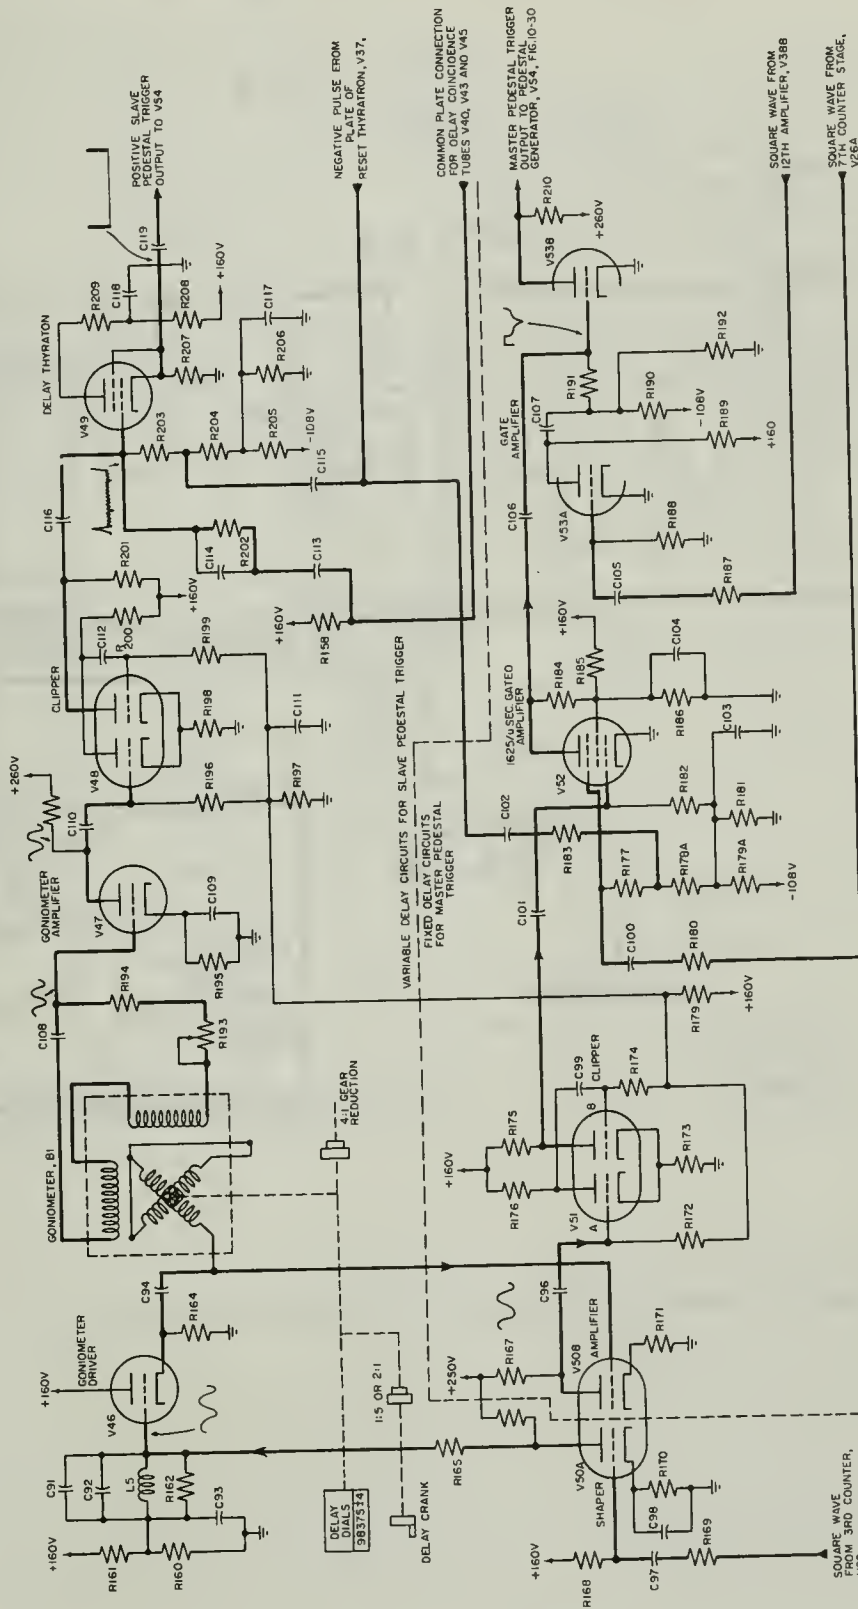 +160V
R161
R160
C91
C92
L5
R162
C93
V46
+160V
GONIOMETER
DRIVER
C94
R164
R165
GONIOMETER, B1
C108
R194
R193
4:1 GEAR
REDUCTION
DELAY
DIALS
DELAY CRANK
1:5 OR 2:1
GONIOMETER
AMPLIFIER
V47
R195
C109
+260V
C110
V48
CLIPPER
R196
R197
R198
C111
R199
C112
R
200
R201
+160V
C116
C114
R202
C113
+160V
R158
DELAY THYRATON
V49
R203
R204
R205
-108V
C115
R206
C117
R207
R208
+160V
R209
C118
C119
POSITIVE SLAVE
PEDESTAL TRIGGER
OUTPUT TO V54
NEGATIVE PULSE FROM
PLATE OF
RESET THYRATRON, V37,
COMMON PLATE CONNECTION
FOR DELAY COINCIDENCE
TUBES V40, V43 AND V45
VARIABLE DELAY CIRCUITS FOR SLAVE PEDESTAL TRIGGER
FIXED DELAY CIRCUITS
FOR MASTER PEDESTAL
TRIGGER
+160V
R168
C97
R169
SQUARE WAVE
FROM 3RD COUNTER,
SHAPER
V50A
C98
R170
V50B
AMPLIFIER
R171
+250V
R167
C96
V51
A
B
CLIPPER
R172
R173
R174
C99
R175
R176
+160V
R179
+160V
C101
C100
R180
C102
R183
R177
R178A
R179A
-108V
R181
R182
C103
1625/u SEC. GATED
AMPLIFIER
V52
R184
R185
+160V
R186
C104
C106
C105
R187
R188
V53A
GATE
AMPLIFIER
C107
R191
R190
-108V
R189
+160
R192
V53B
R210
+260V
MASTER PEDESTAL TRIGGER
OUTPUT TO PEDESTAL
GENERATOR, V54, FIG.10-30
SQUARE WAVE FROM
12TH AMPLIFIER, V38B
SQUARE WAVE FROM
7TH COUNTER STAGE,
V26A